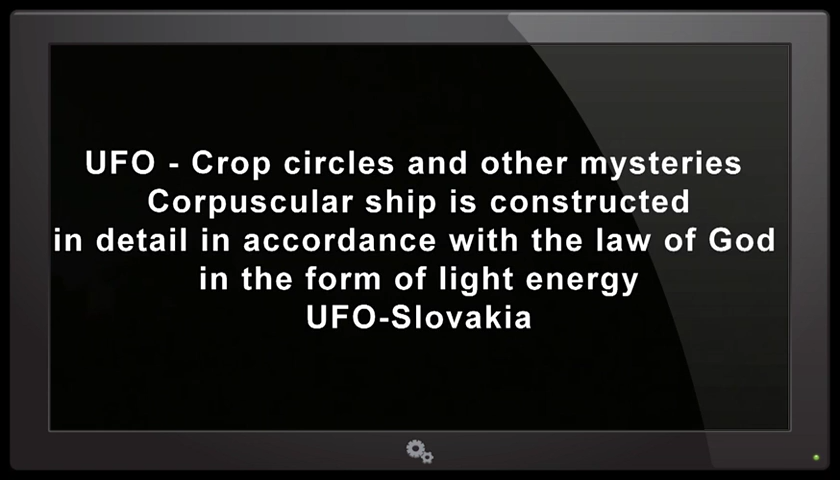 UFO - Crop circles and other mysteries
Corpuscular ship is constructed
in detail in accordance with the law of God
in the form of light energy
UFO-Slovakia